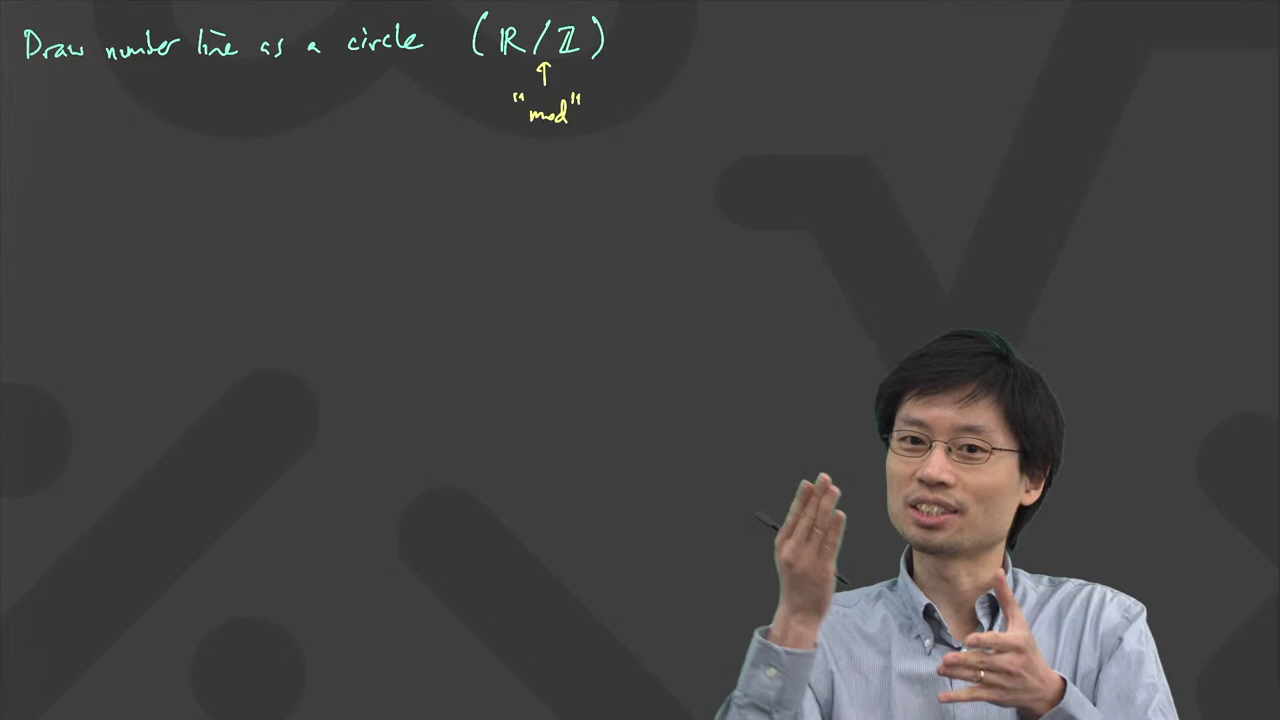 Draw number line as a circle (ℝ/ℤ)
↑
"mod"